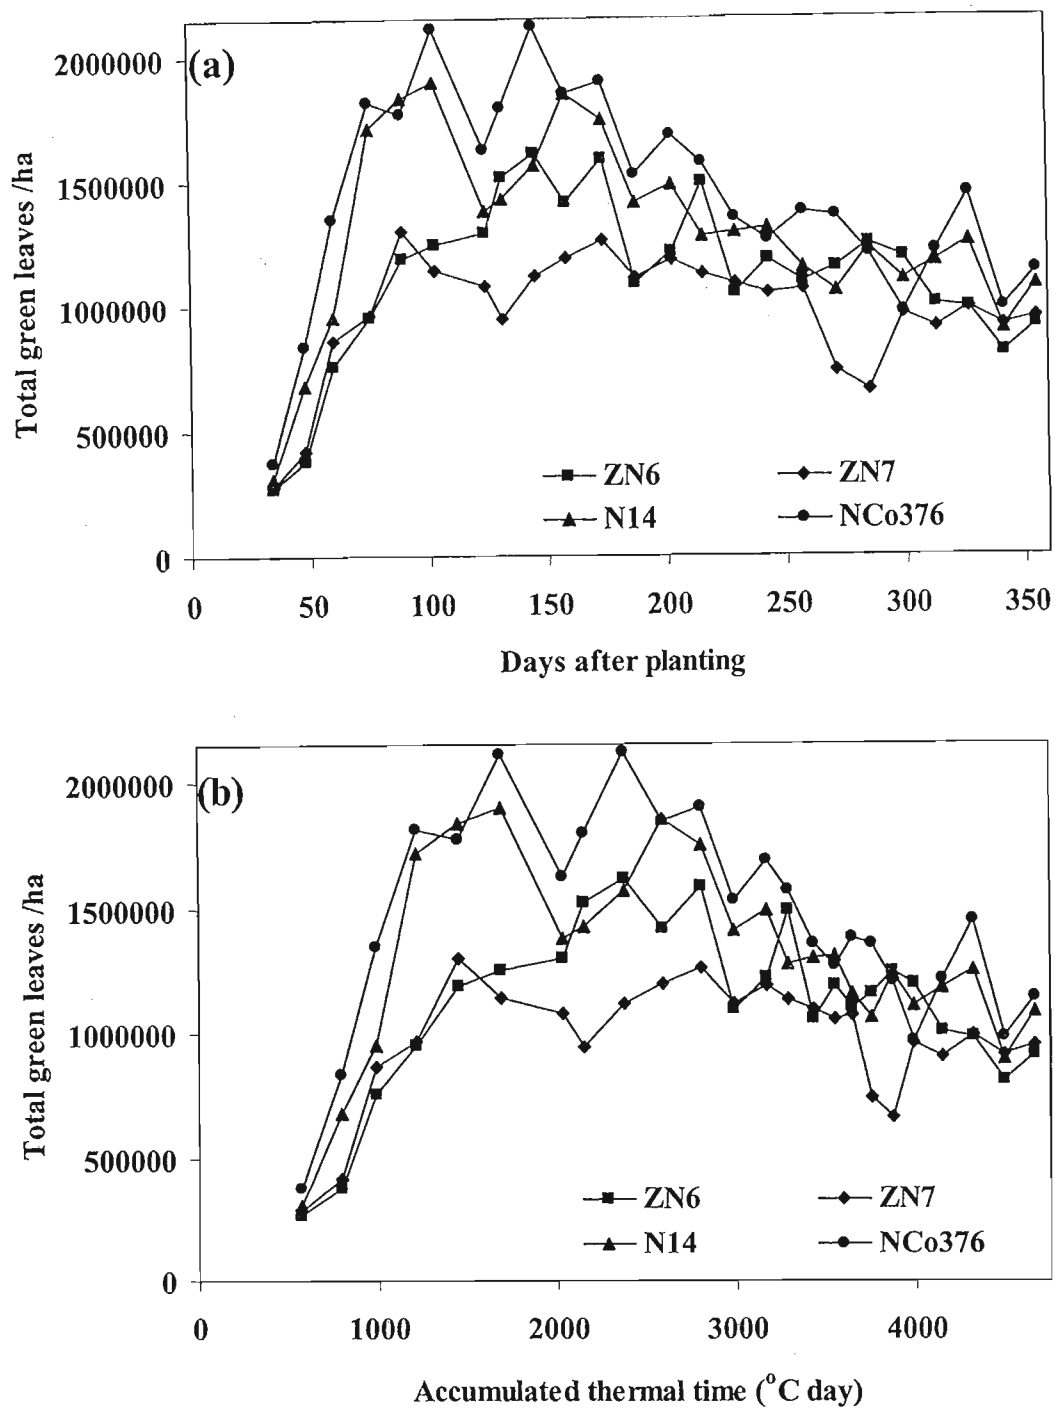 (a)
2000000
1500000
1000000
500000
0
Total green leaves /ha
ZN6 ZN7
N14 NCo376
0 50 100 150 200 250 300 350
Days after planting
(b)
2000000
1500000
1000000
500000
0
Total green leaves /ha
ZN6 ZN7
N14 NCo376
0 1000 2000 3000 4000
Accumulated thermal time (°C day)